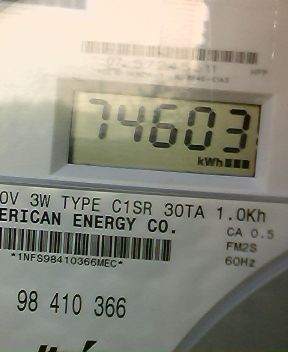 HPP
74603
kWh
0V 3W TYPE C1SR 30TA 1.0Kh
ERICAN ENERGY CO.
CA 0.5
FM2S
*1NFS98410366MEC*
60Hz
98 410 366